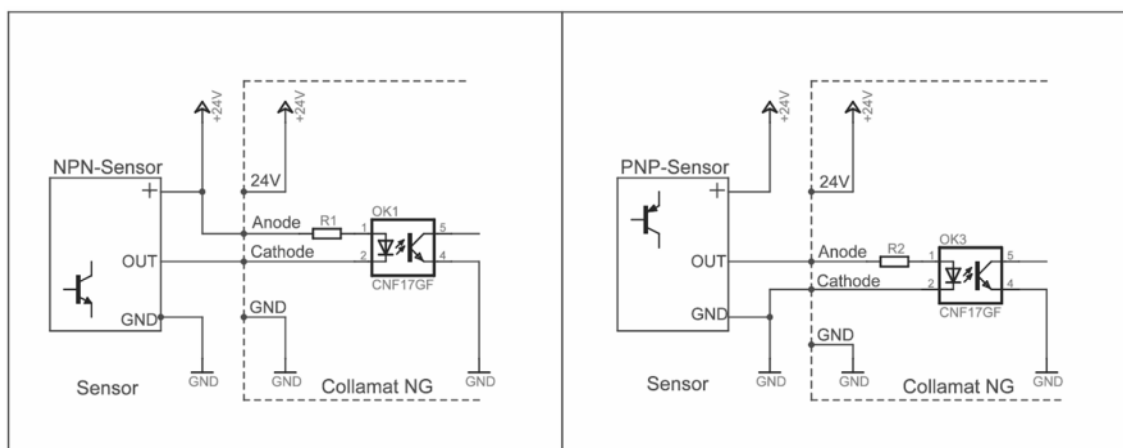 +24V
+24V
NPN-Sensor
+
24V
Anode
R1
OK1
1
5
OUT
Cathode
2
4
CNF17GF
GND
GND
GND
GND
GND
Sensor
Collamat NG
+24V
+24V
PNP-Sensor
+
24V
OUT
Anode
R2
OK3
1
5
Cathode
2
4
CNF17GF
GND
GND
GND
GND
GND
Sensor
Collamat NG